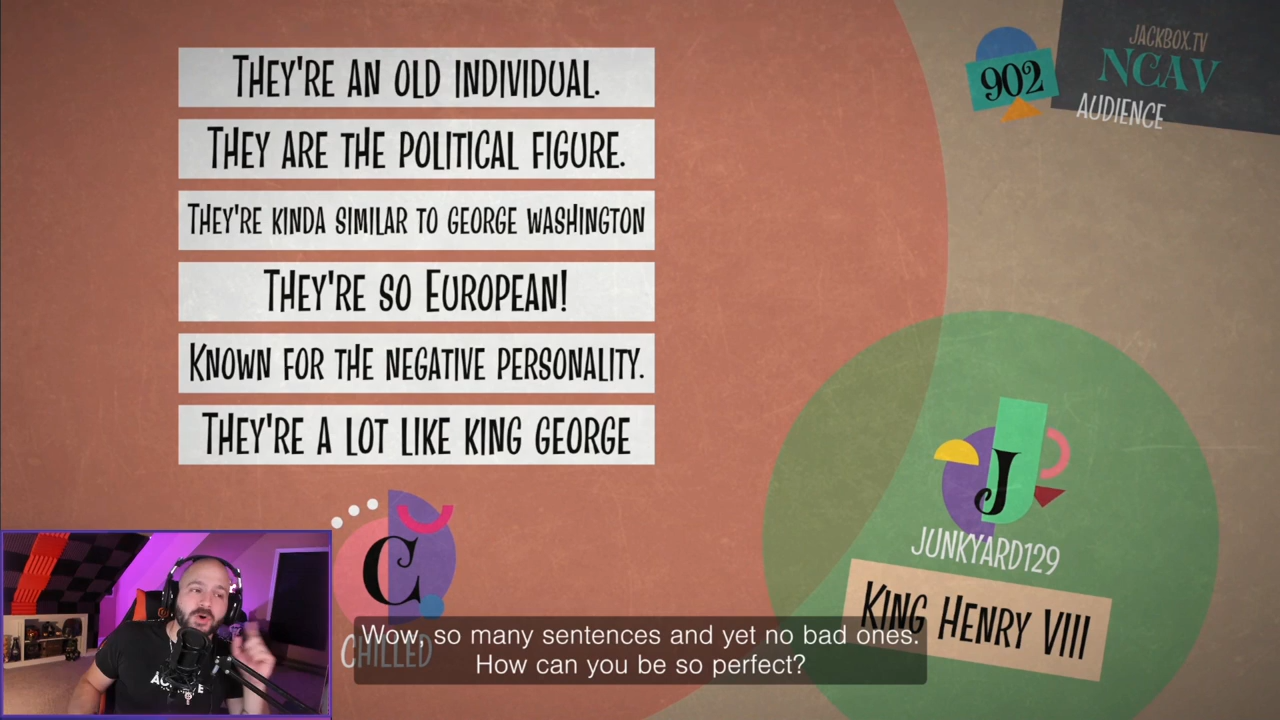 They're an old individual.
They are the political figure.
They're kinda similar to George Washington
They're so European!
Known for the negative personality.
They're a lot like King George
902
JACKBOX.TV
NCAV
AUDIENCE
J
JUNKYARD129
KING HENRY VIII
C
CHILLED
Wow, so many sentences and yet no bad ones.
How can you be so perfect?